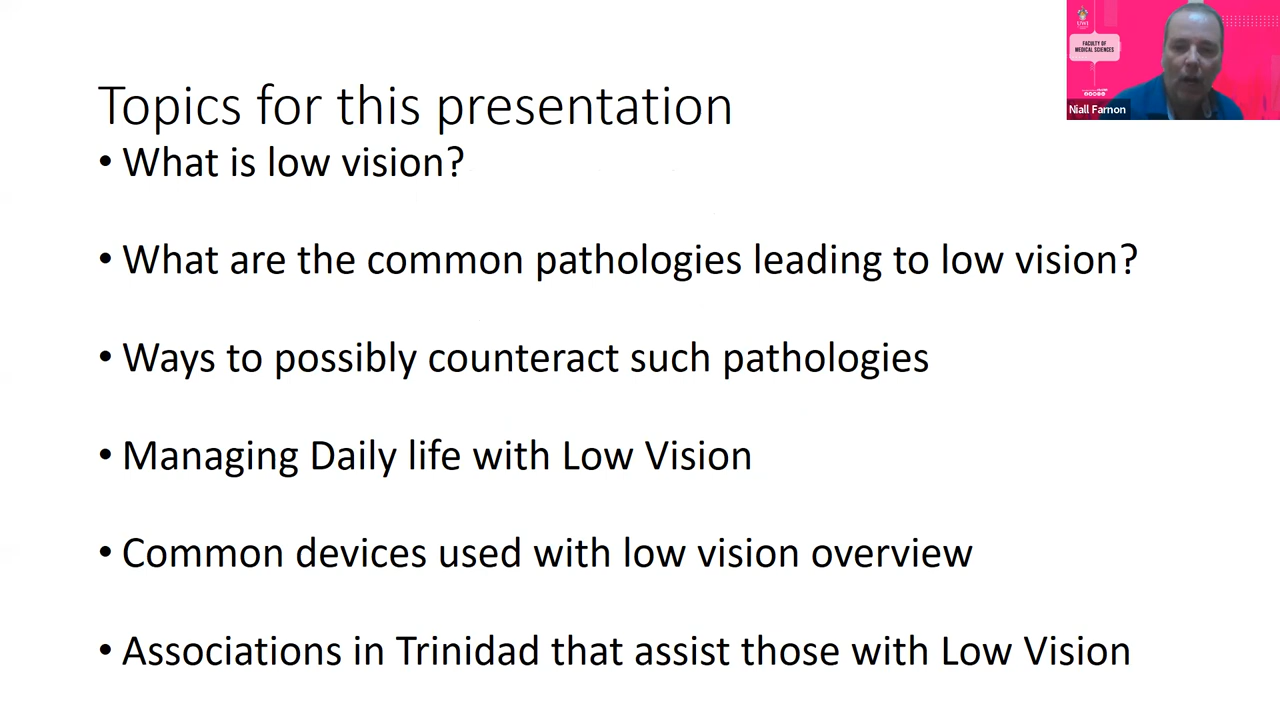 Topics for this presentation
• What is low vision?
• What are the common pathologies leading to low vision?
• Ways to possibly counteract such pathologies
• Managing Daily life with Low Vision
• Common devices used with low vision overview
• Associations in Trinidad that assist those with Low Vision
UWI
FACULTY OF
MEDICAL SCIENCES
Niall Farnon